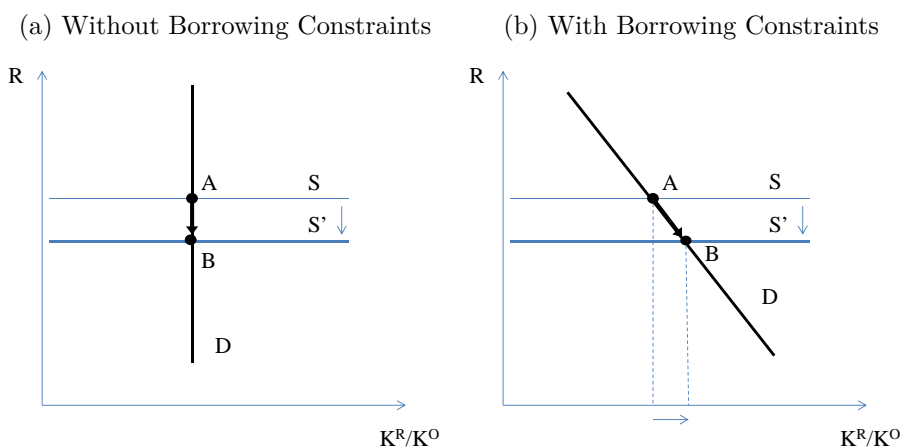 (a) Without Borrowing Constraints
R
A
S
S'
B
D
K^R/K^O
(b) With Borrowing Constraints
R
A
S
S'
B
D
K^R/K^O